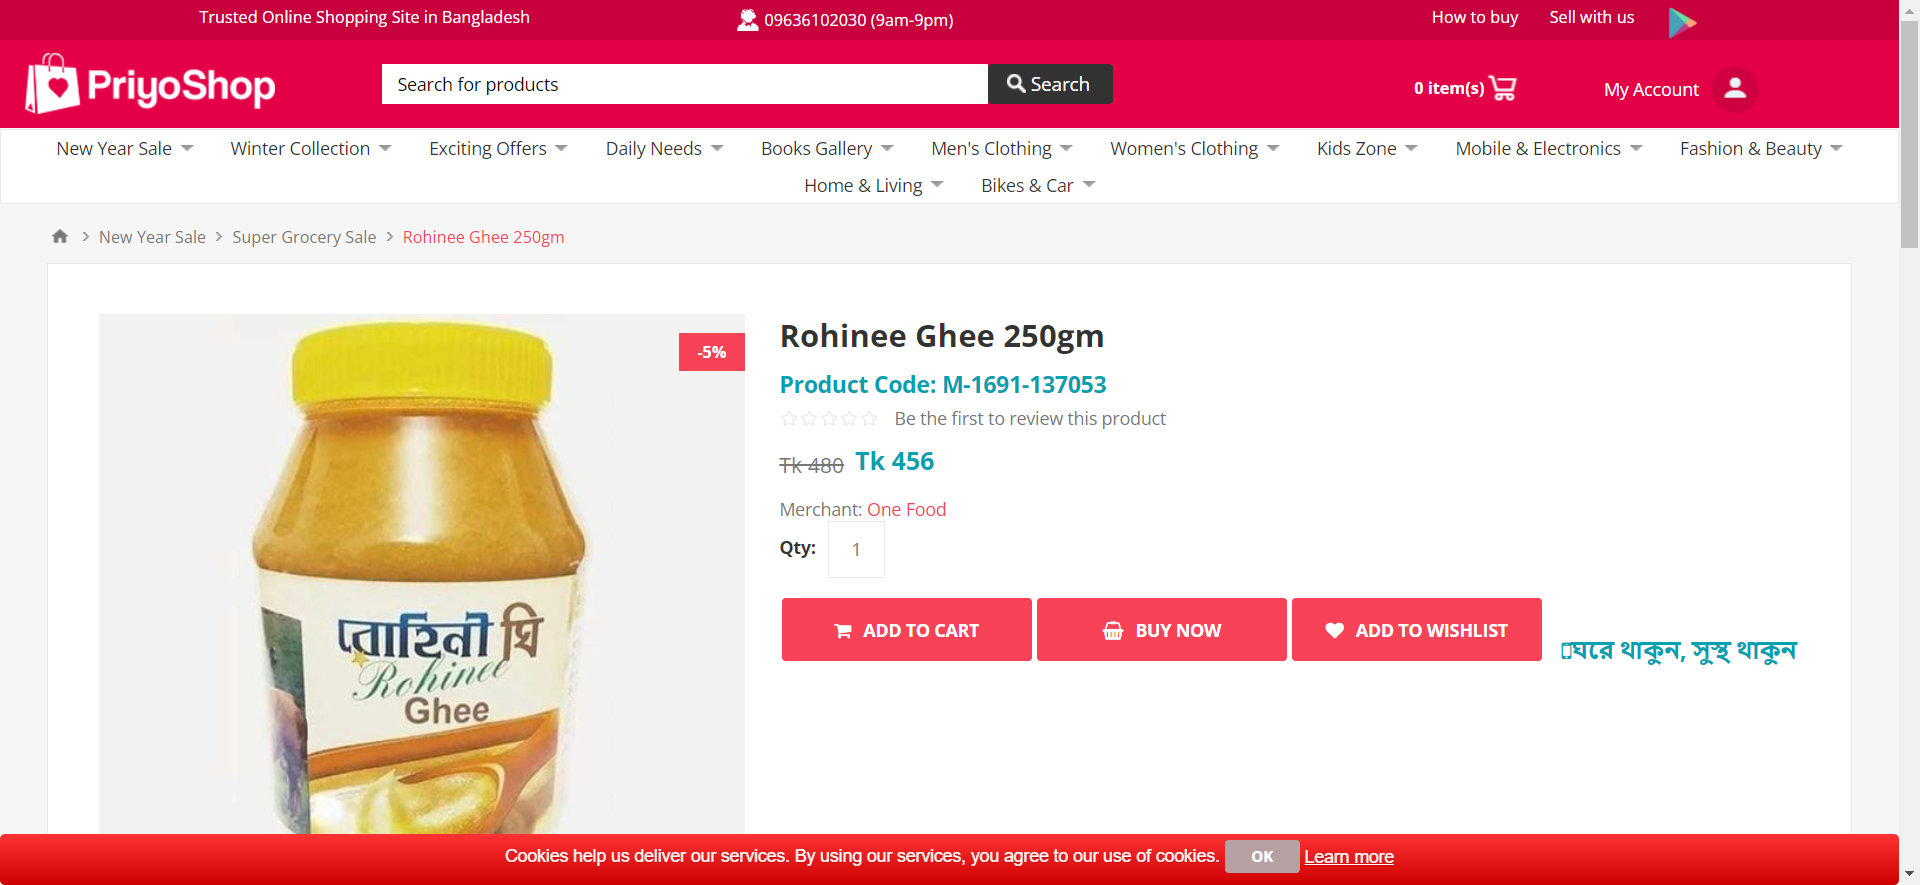 Trusted Online Shopping Site in Bangladesh
09636102030 (9am-9pm)
How to buy
Sell with us
PriyoShop
Search for products
Search
0 item(s)
My Account
New Year Sale
Winter Collection
Exciting Offers
Daily Needs
Books Gallery
Men's Clothing
Women's Clothing
Kids Zone
Mobile & Electronics
Fashion & Beauty
Home & Living
Bikes & Car
New Year Sale
Super Grocery Sale
Rohinee Ghee 250gm
-5%
রোহিনী ঘি
Rohinee
Ghee
Rohinee Ghee 250gm
Product Code: M-1691-137053
Be the first to review this product
Tk 480 Tk 456
Merchant: One Food
Qty: 1
ADD TO CART
BUY NOW
ADD TO WISHLIST
ঘরে থাকুন, সুস্থ থাকুন
Cookies help us deliver our services. By using our services, you agree to our use of cookies. OK Learn more